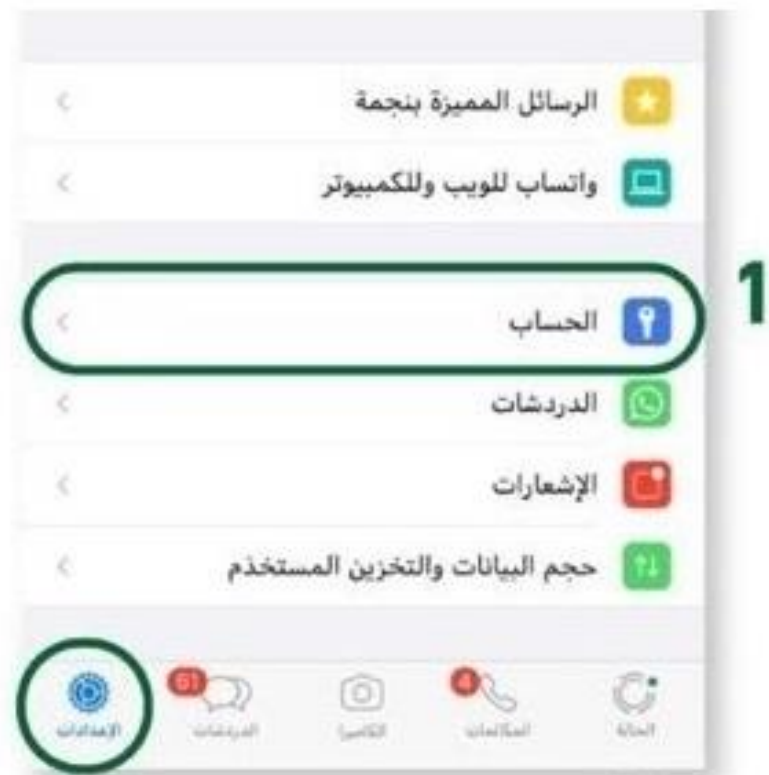 الرسائل المميزة بنجمة
واتساب للويب وللكمبيوتر
1
الحساب
الدردشات
الإشعارات
حجم البيانات والتخزين المستخذم
الحالة
4
المكالمات
الكاميرا
61
الدردشات
الإعدادات